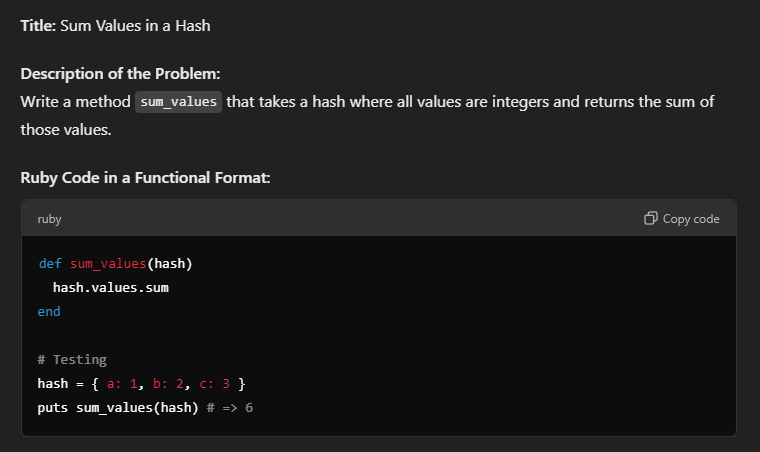 Title: Sum Values in a Hash
Description of the Problem:
Write a method sum_values that takes a hash where all values are integers and returns the sum of
those values.
Ruby Code in a Functional Format:
ruby Copy code
def sum_values(hash)
  hash.values.sum
end
# Testing
hash = { a: 1, b: 2, c: 3 }
puts sum_values(hash) # => 6